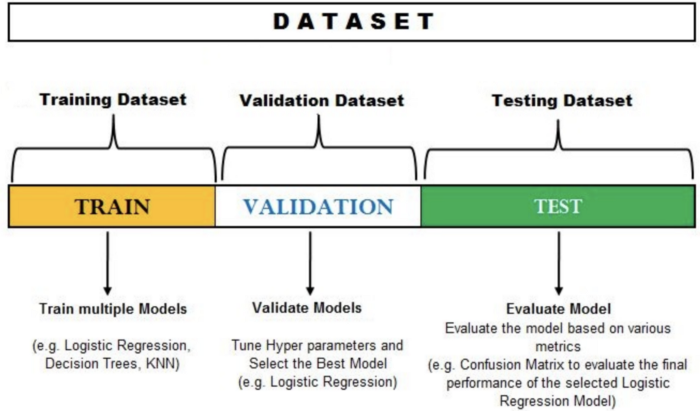 DATASET
Training Dataset
Validation Dataset
Testing Dataset
TRAIN
VALIDATION
TEST
Train multiple Models
(e.g. Logistic Regression,
Decision Trees, KNN)
Validate Models
Tune Hyper parameters and
Select the Best Model
(e.g. Logistic Regression)
Evaluate Model
Evaluate the model based on various
metrics
(e.g. Confusion Matrix to evaluate the final
performance of the selected Logistic
Regression Model)